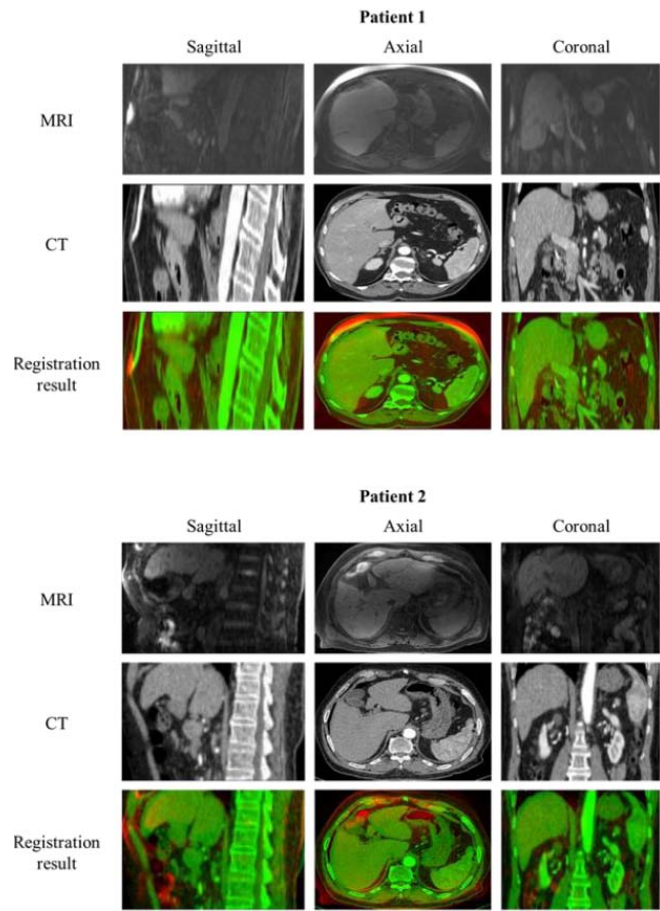 Patient 1
Sagittal Axial Coronal
MRI
CT
Registration
result
Patient 2
Sagittal Axial Coronal
MRI
CT
Registration
result